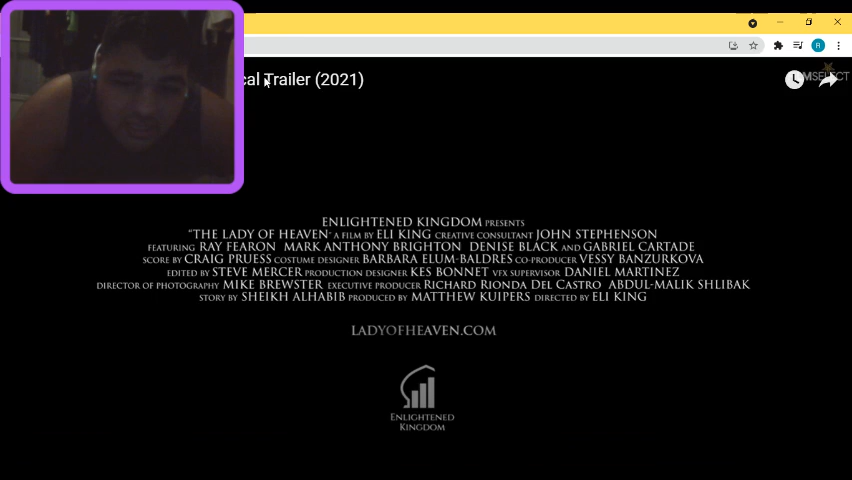 cal Trailer (2021)
MSELECT
R
ENLIGHTENED KINGDOM PRESENTS
"THE LADY OF HEAVEN" A FILM BY ELI KING CREATIVE CONSULTANT JOHN STEPHENSON
FEATURING RAY FEARON MARK ANTHONY BRIGHTON DENISE BLACK AND GABRIEL CARTADE
SCORE BY CRAIG PRUESS COSTUME DESIGNER BARBARA ELUM-BALDRES CO-PRODUCER VESSY BANZURKOVA
EDITED BY STEVE MERCER PRODUCTION DESIGNER KES BONNET VFX SUPERVISOR DANIEL MARTINEZ
DIRECTOR OF PHOTOGRAPHY MIKE BREWSTER EXECUTIVE PRODUCER RICHARD RIONDA DEL CASTRO ABDUL-MALIK SHLIBAK
STORY BY SHEIKH ALHABIB PRODUCED BY MATTHEW KUIPERS DIRECTED BY ELI KING
LADYOFHEAVEN.COM
ENLIGHTENED
KINGDOM